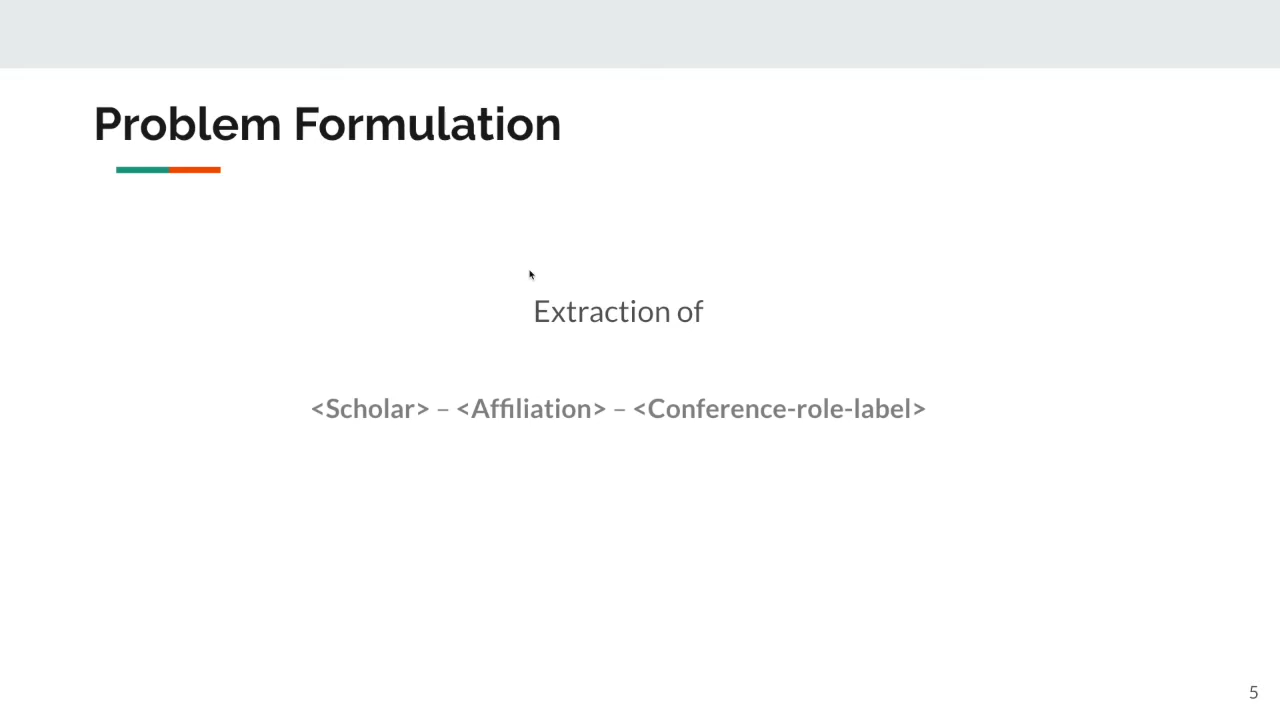 Problem Formulation
Extraction of
<Scholar> – <Affiliation> – <Conference-role-label>
5